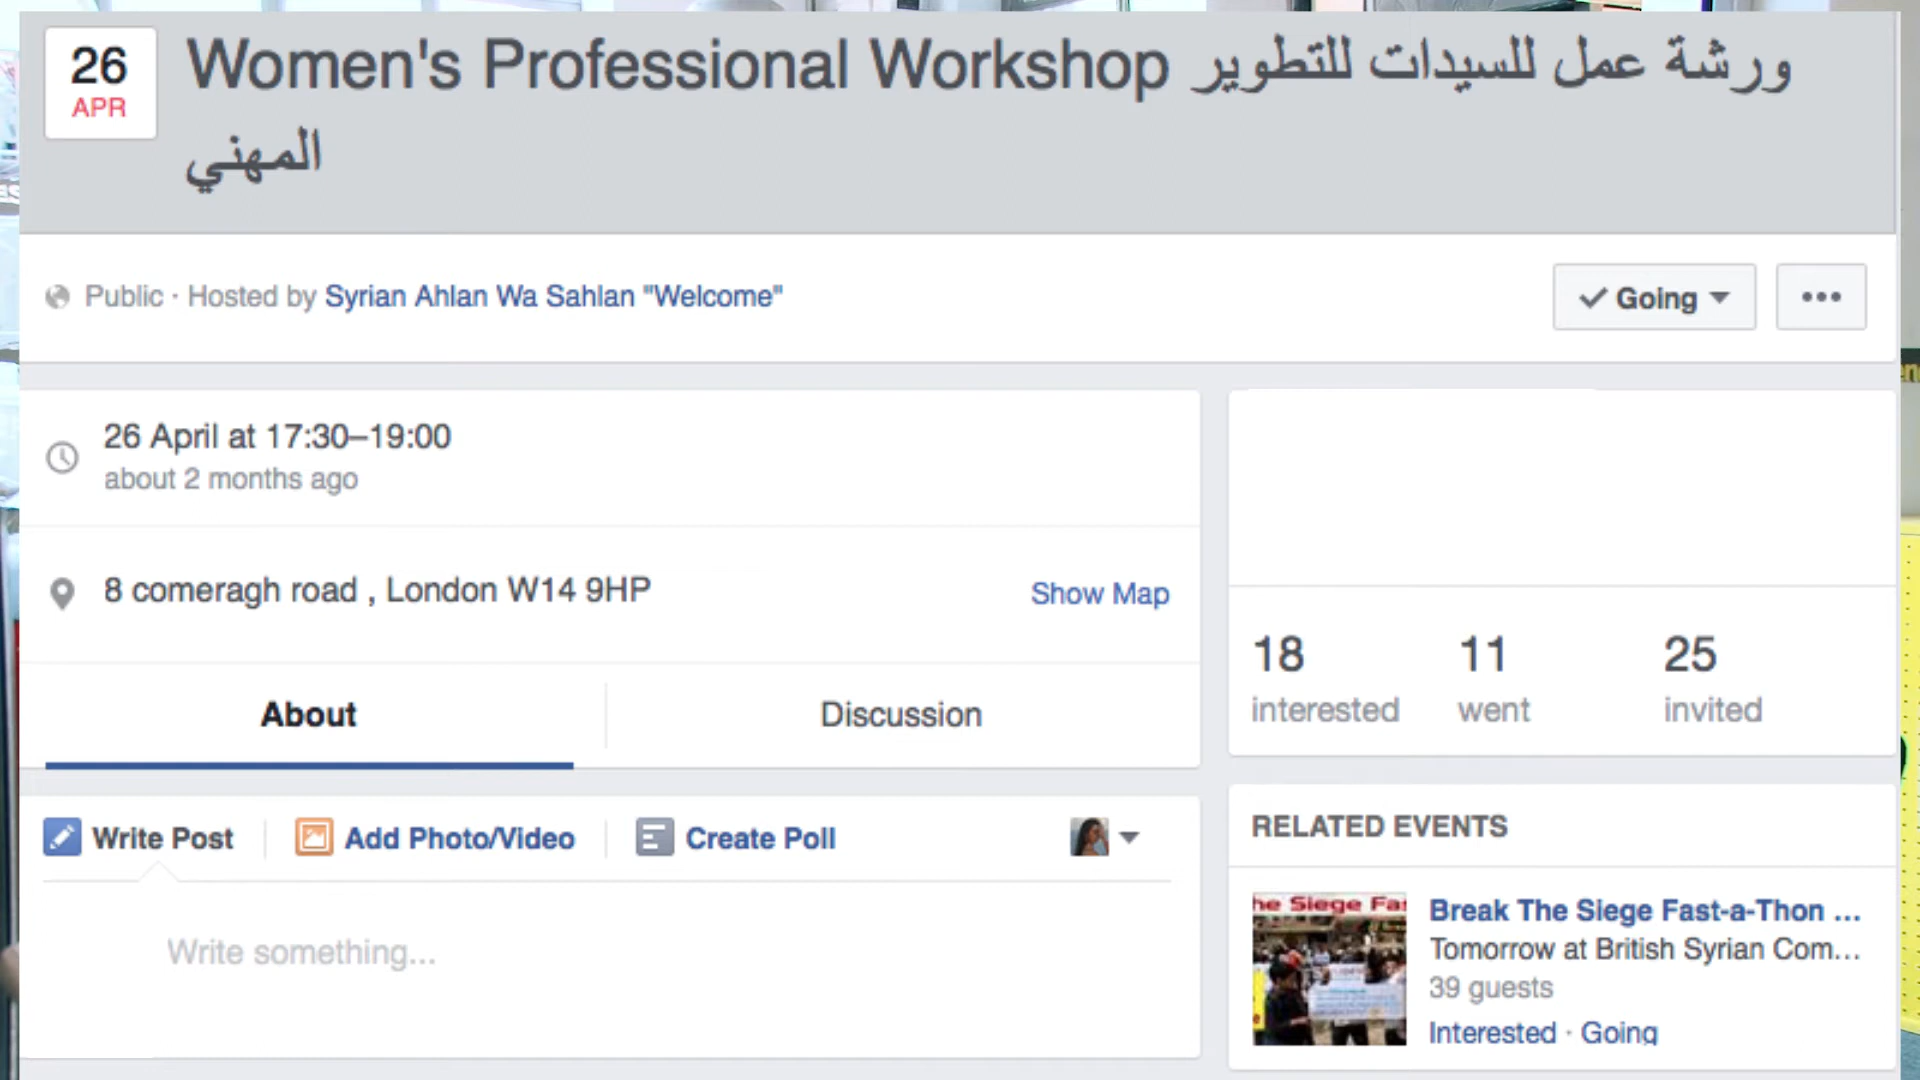 26
APR
Women's Professional Workshop ورشة عمل للسيدات للتطوير
المهني
Public · Hosted by Syrian Ahlan Wa Sahlan "Welcome"
Going
26 April at 17:30–19:00
about 2 months ago
8 comeragh road , London W14 9HP
Show Map
About
Discussion
18
interested
11
went
25
invited
Write Post
Add Photo/Video
Create Poll
Write something...
RELATED EVENTS
he Siege Fa
Break The Siege Fast-a-Thon ...
Tomorrow at British Syrian Com...
39 guests
Interested · Going